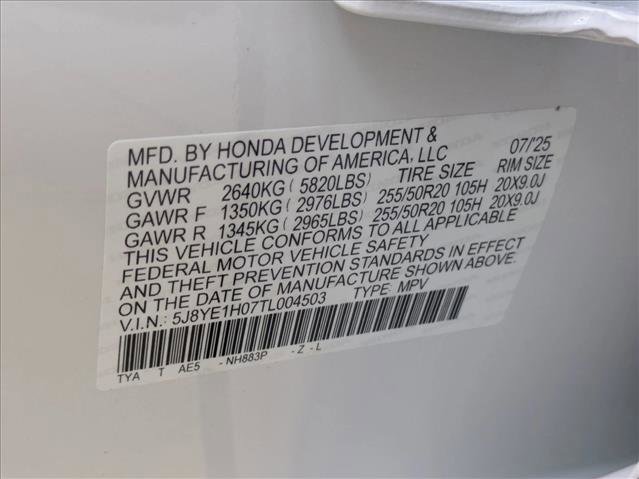 MFD. BY HONDA DEVELOPMENT & 07/'25
MANUFACTURING OF AMERICA, LLC
GVWR 2640KG ( 5820LBS) TIRE SIZE RIM SIZE
GAWR F 1350KG ( 2976LBS) 255/50R20 105H 20X9.0J
GAWR R 1345KG ( 2965LBS) 255/50R20 105H 20X9.0J
THIS VEHICLE CONFORMS TO ALL APPLICABLE
FEDERAL MOTOR VEHICLE SAFETY
AND THEFT PREVENTION STANDARDS IN EFFECT
ON THE DATE OF MANUFACTURE SHOWN ABOVE.
V.I.N.: 5J8YE1H07TL004503 TYPE: MPV
TYA T AE5 - NH883P - Z - L